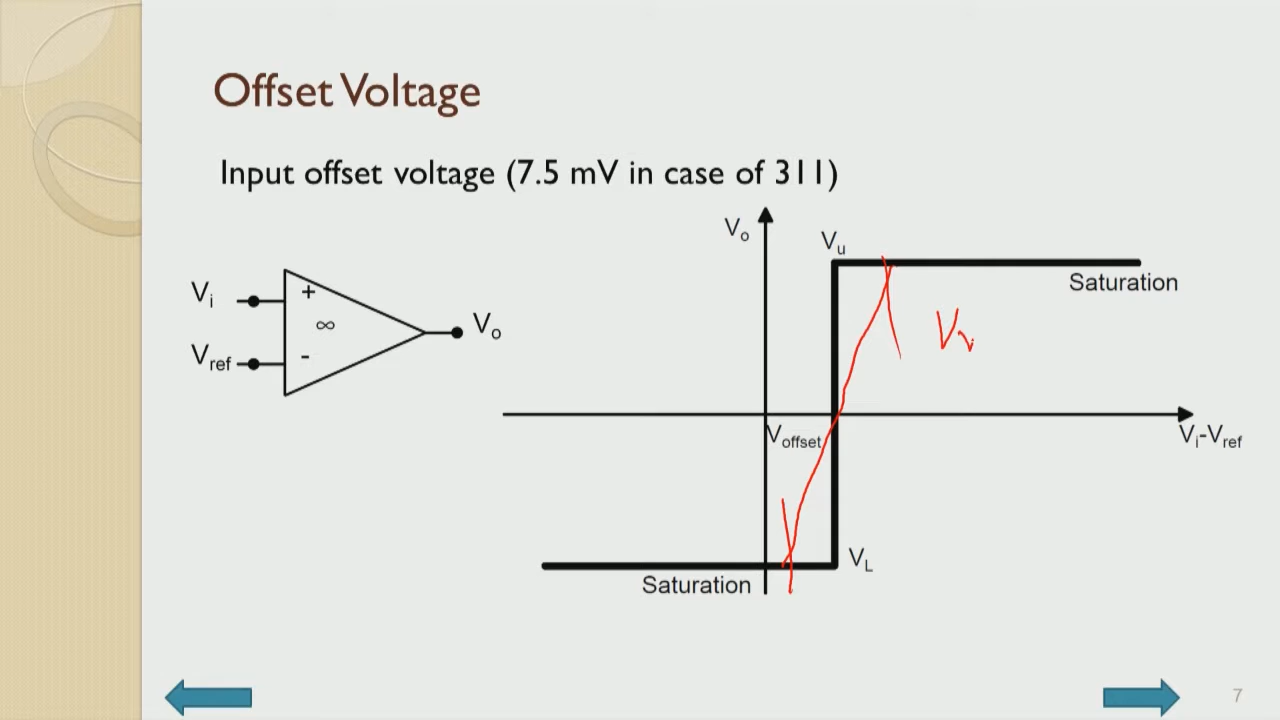 Offset Voltage
Input offset voltage (7.5 mV in case of 311)
Vo
Vu
Saturation
Vi
+
∞
Vo
Vref
-
Voffset
Vi-Vref
VL
Saturation
7